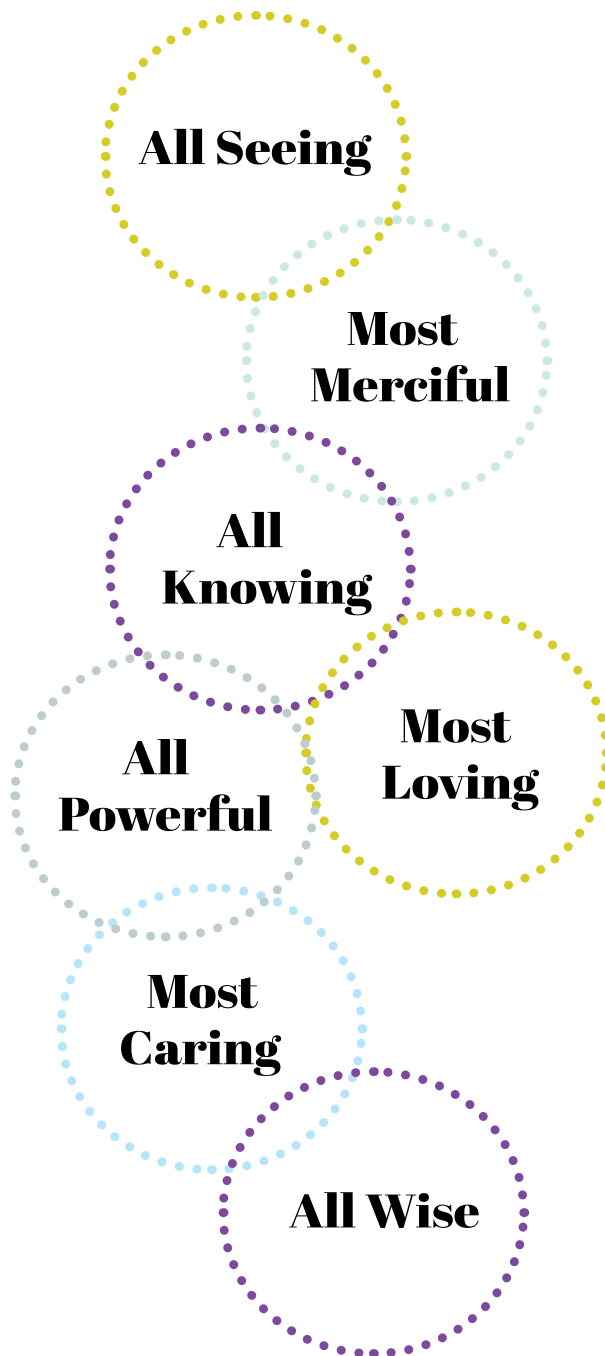 All Seeing
Most
Merciful
All
Knowing
Most
Loving
All
Powerful
Most
Caring
All Wise